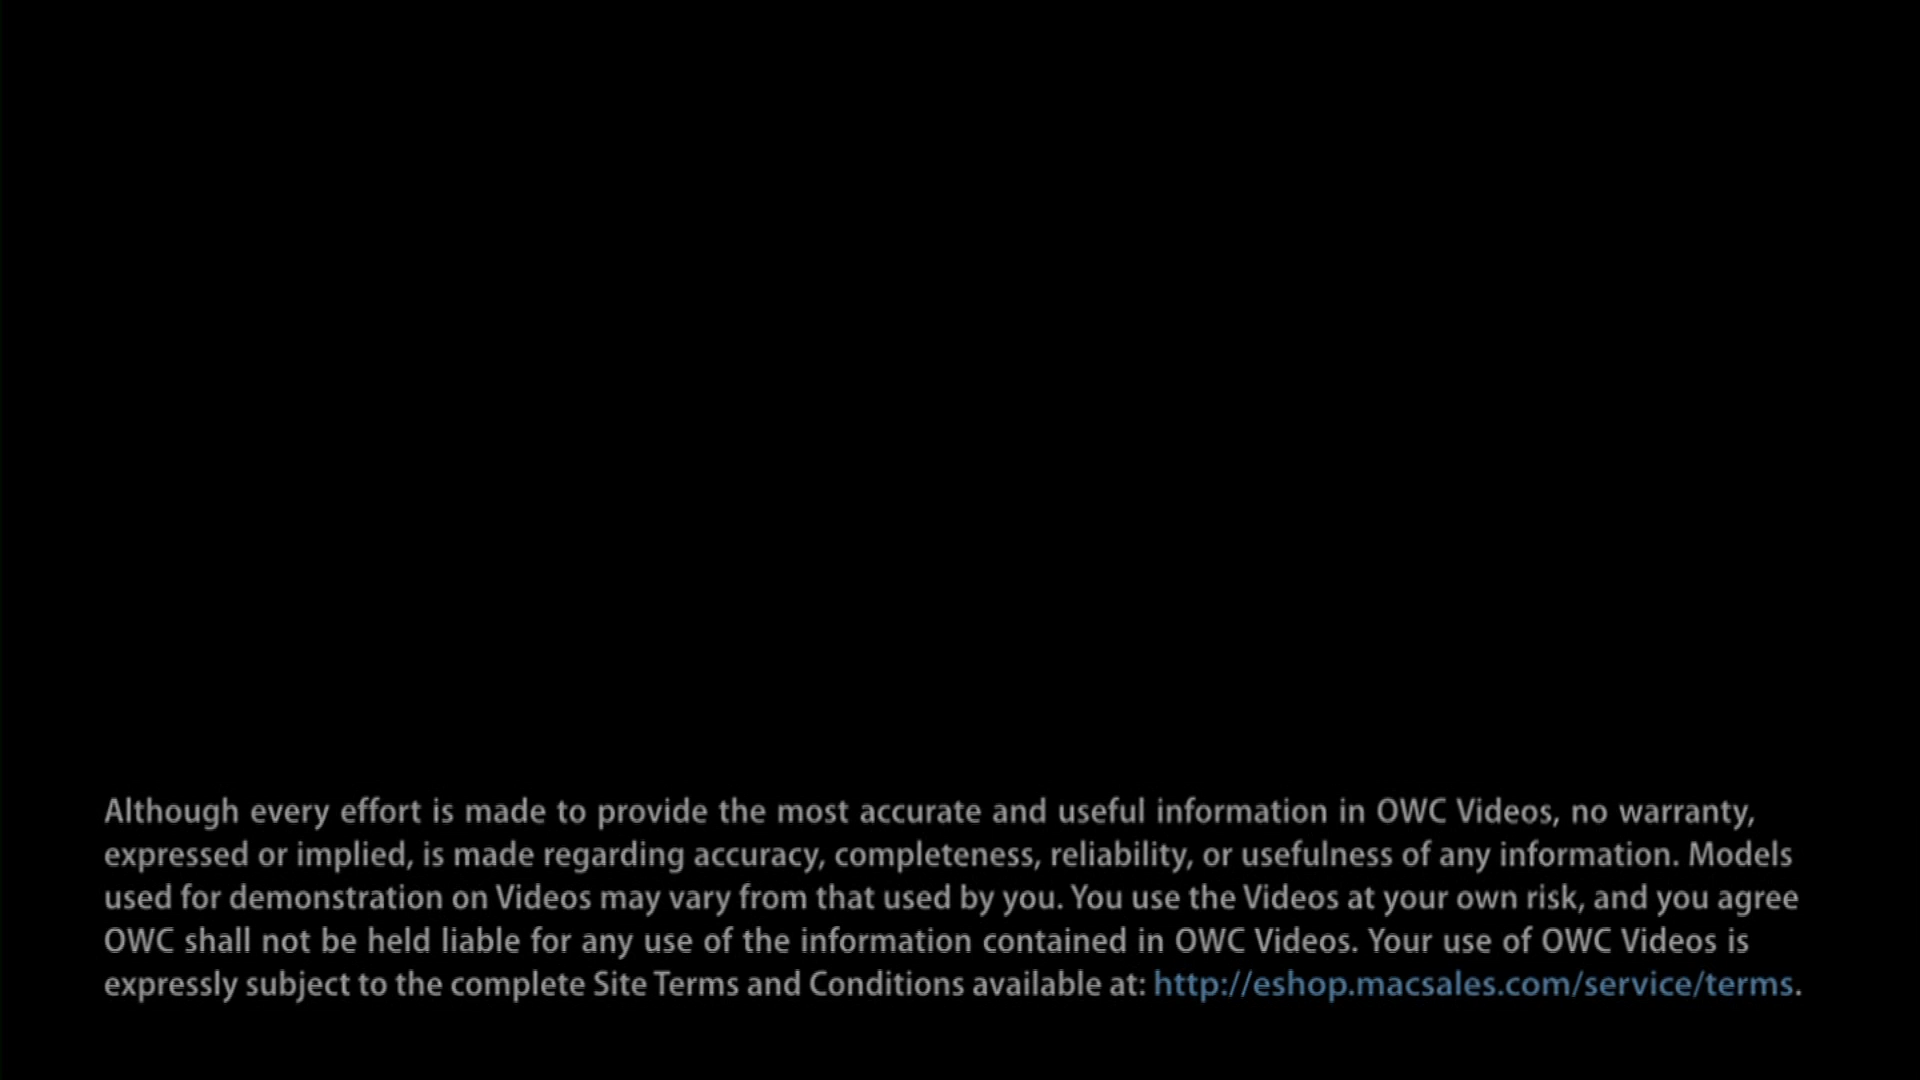 Although every effort is made to provide the most accurate and useful information in OWC Videos, no warranty,
expressed or implied, is made regarding accuracy, completeness, reliability, or usefulness of any information. Models
used for demonstration on Videos may vary from that used by you. You use the Videos at your own risk, and you agree
OWC shall not be held liable for any use of the information contained in OWC Videos. Your use of OWC Videos is
expressly subject to the complete Site Terms and Conditions available at: http://eshop.macsales.com/service/terms.